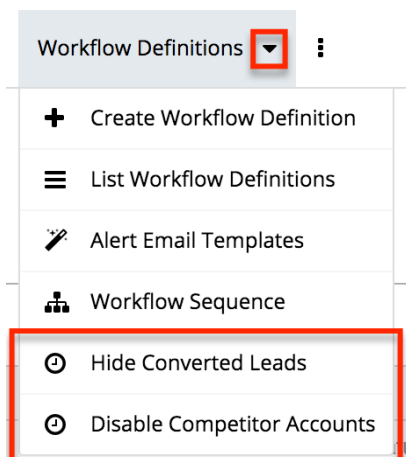 Workflow Definitions
Create Workflow Definition
List Workflow Definitions
Alert Email Templates
Workflow Sequence
Hide Converted Leads
Disable Competitor Accounts